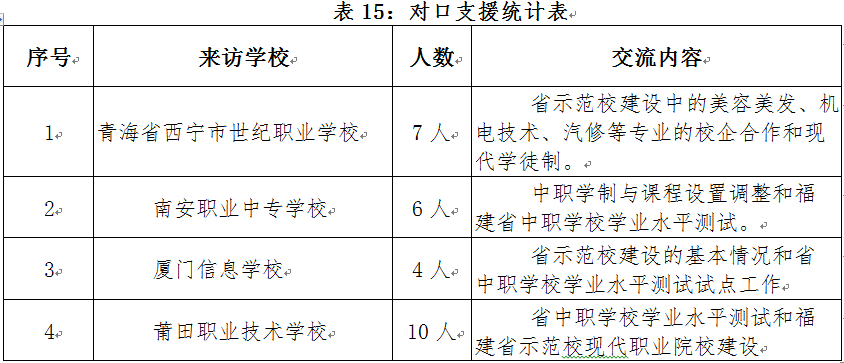 表 15：对口支援统计表
序号 来访学校 人数 交流内容
1 青海省西宁市世纪职业学校 7 人 省示范校建设中的美容美发、机
电技术、汽修等专业的校企合作和现
代学徒制。
2 南安职业中专学校 6 人 中职学制与课程设置调整和福
建省中职学校学业水平测试。
3 厦门信息学校 4 人 省示范校建设的基本情况和省
中职学校学业水平测试试点工作
4 莆田职业技术学校 10 人 省中职学校学业水平测试和福
建省示范校现代职业院校建设